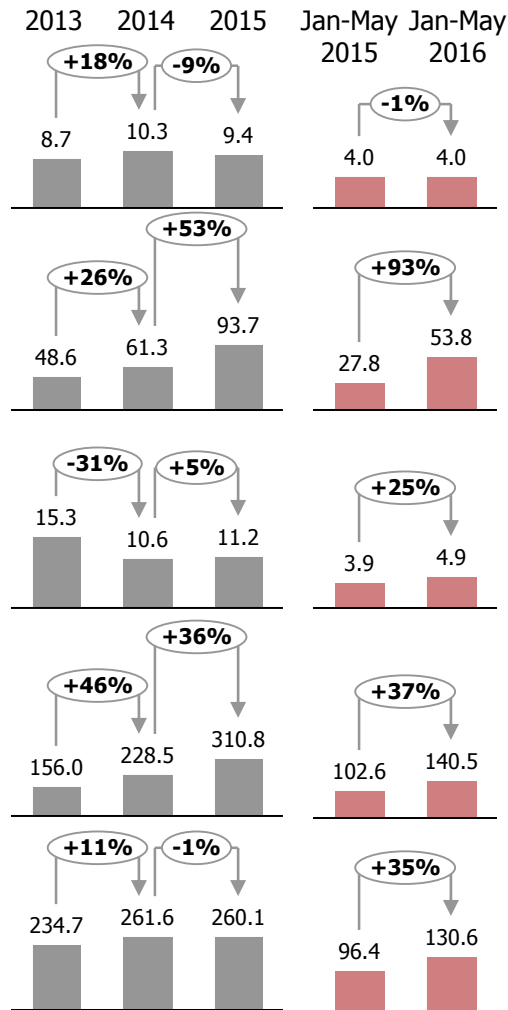 2013 2014 2015 Jan-May Jan-May
2015 2016
+18% -9%
-1%
8.7 10.3 9.4 4.0 4.0
+53%
+26% +93%
48.6 61.3 93.7 27.8 53.8
-31% +5% +25%
15.3 10.6 11.2 3.9 4.9
+36%
+46% +37%
156.0 228.5 310.8 102.6 140.5
+11% -1% +35%
234.7 261.6 260.1 96.4 130.6